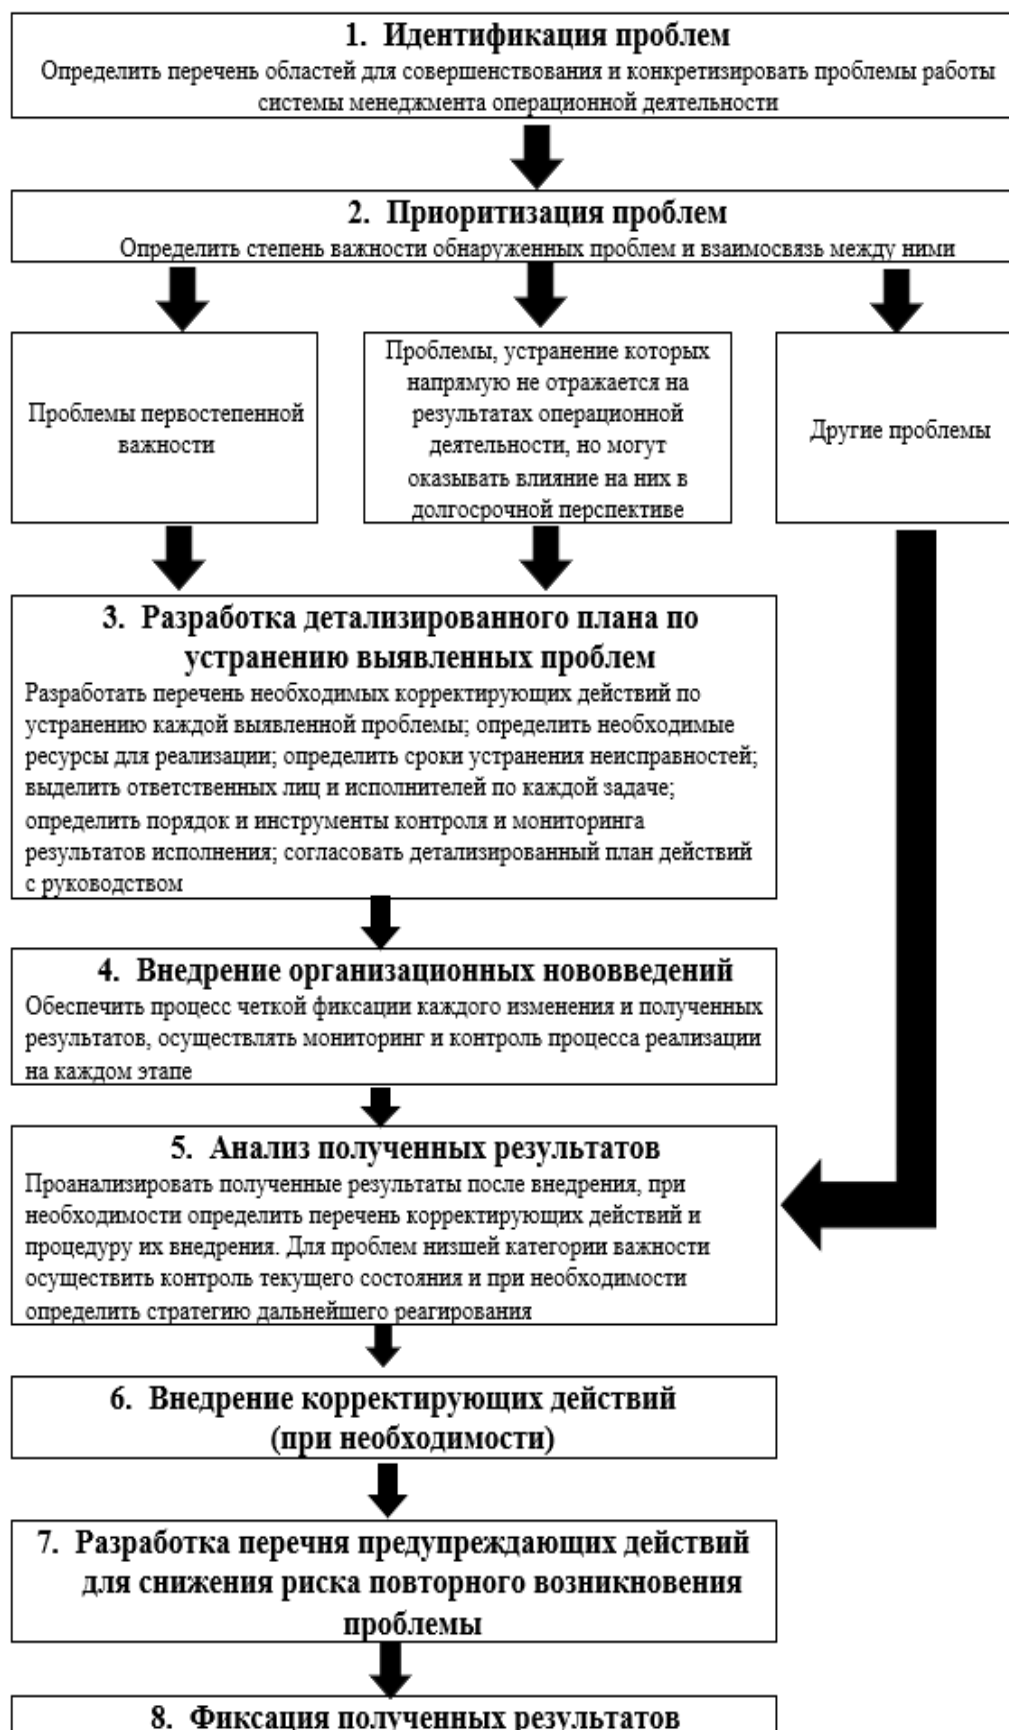 1. Идентификация проблем
Определить перечень областей для совершенствования и конкретизировать проблемы работы
системы менеджмента операционной деятельности
2. Приоритизация проблем
Определить степень важности обнаруженных проблем и взаимосвязь между ними
Проблемы первостепенной
важности
Проблемы, устранение которых
напрямую не отражается на
результатах операционной
деятельности, но могут
оказывать влияние на них в
долгосрочной перспективе
Другие проблемы
3. Разработка детализированного плана по
устранению выявленных проблем
Разработать перечень необходимых корректирующих действий по
устранению каждой выявленной проблемы; определить необходимые
ресурсы для реализации; определить сроки устранения неисправностей;
выделить ответственных лиц и исполнителей по каждой задаче;
определить порядок и инструменты контроля и мониторинга
результатов исполнения; согласовать детализированный план действий
с руководством
4. Внедрение организационных нововведений
Обеспечить процесс четкой фиксации каждого изменения и полученных
результатов, осуществлять мониторинг и контроль процесса реализации
на каждом этапе
5. Анализ полученных результатов
Проанализировать полученные результаты после внедрения, при
необходимости определить перечень корректирующих действий и
процедуру их внедрения. Для проблем низшей категории важности
осуществить контроль текущего состояния и при необходимости
определить стратегию дальнейшего реагирования
6. Внедрение корректирующих действий
(при необходимости)
7. Разработка перечня предупреждающих действий
для снижения риска повторного возникновения
проблемы
8. Фиксация полученных результатов